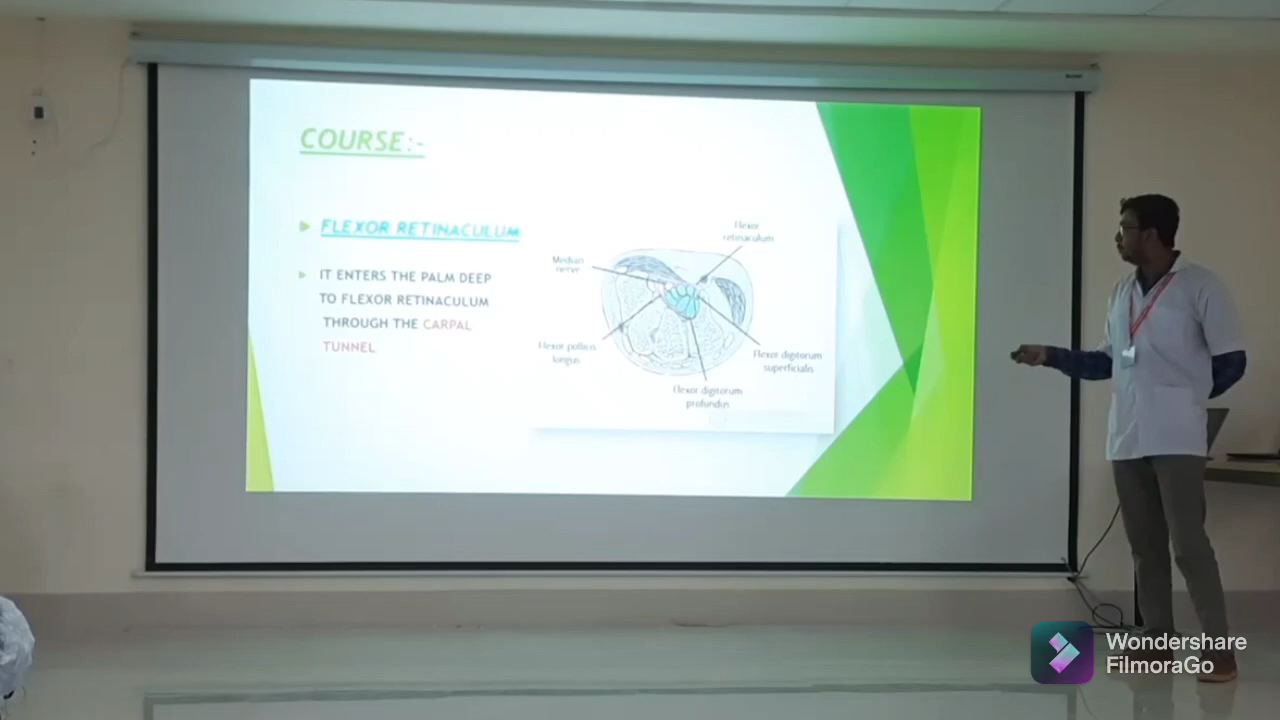 COURSE:-
FLEXOR RETINACULUM
IT ENTERS THE PALM DEEP
TO FLEXOR RETINACULUM
THROUGH THE CARPAL
TUNNEL
Flexor
retinaculum
Median
nerve
Flexor pollicis
longus
Flexor digitorum
superficialis
Flexor digitorum
profundus
Wondershare
FilmoraGo